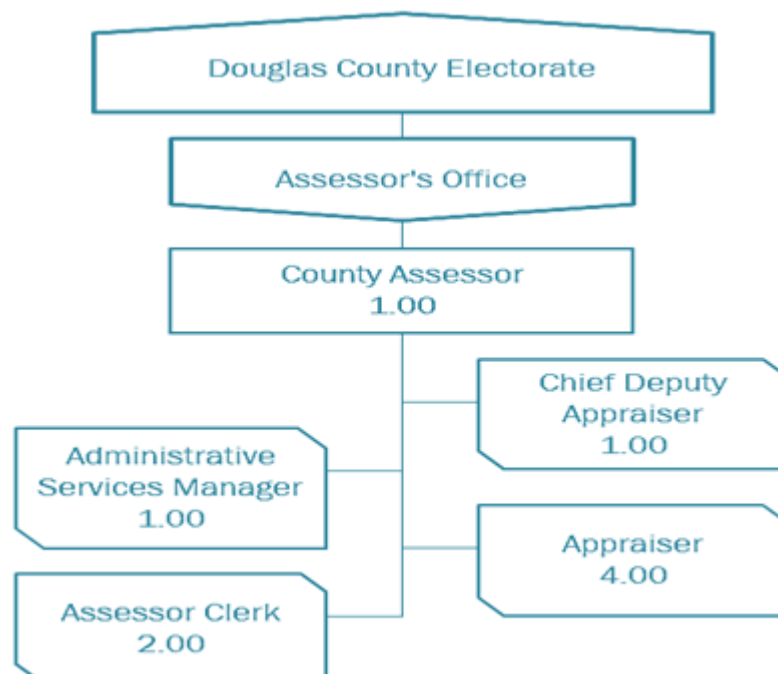 Douglas County Electorate
Assessor's Office
County Assessor
1.00
Chief Deputy
Appraiser
1.00
Administrative
Services Manager
1.00
Appraiser
4.00
Assessor Clerk
2.00